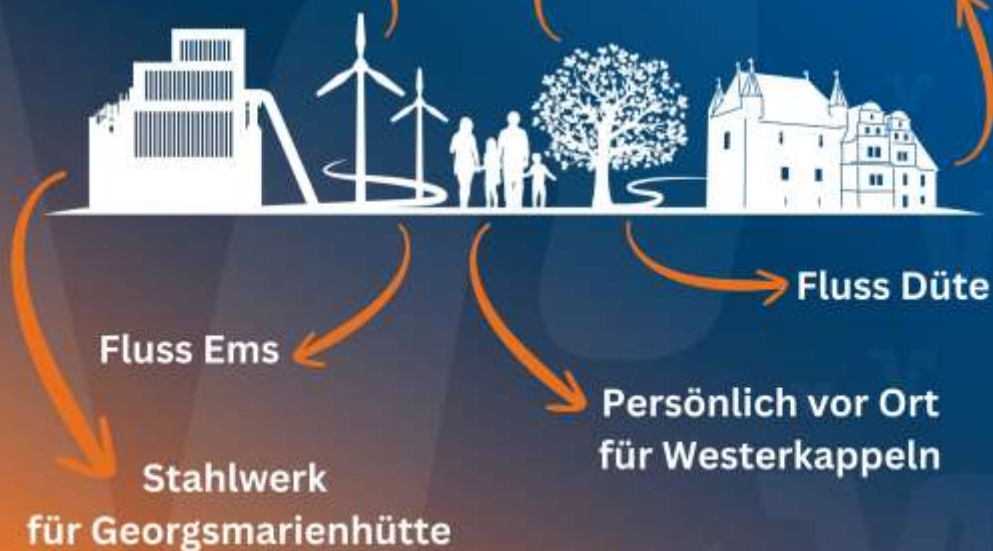 Fluss Düte
Fluss Ems
Persönlich vor Ort
für Westerkappeln
Stahlwerk
für Georgsmarienhütte